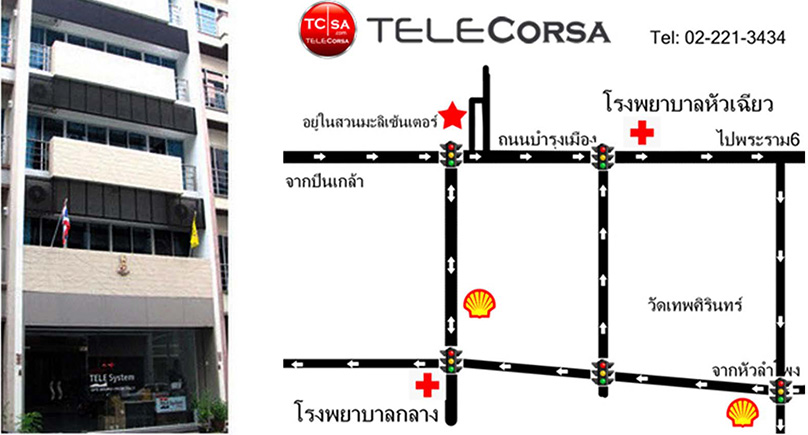 TC SA
.com
TELECORSA
TELECORSA
Tel: 02-221-3434
โรงพยาบาลหัวเฉียว
อยู่ในสวนมะลิเซ็นเตอร์
ถนนบำรุงเมือง
ไปพระราม6
จากปิ่นเกล้า
วัดเทพศิรินทร์
จากหัวลำโพง
โรงพยาบาลกลาง
TELE System